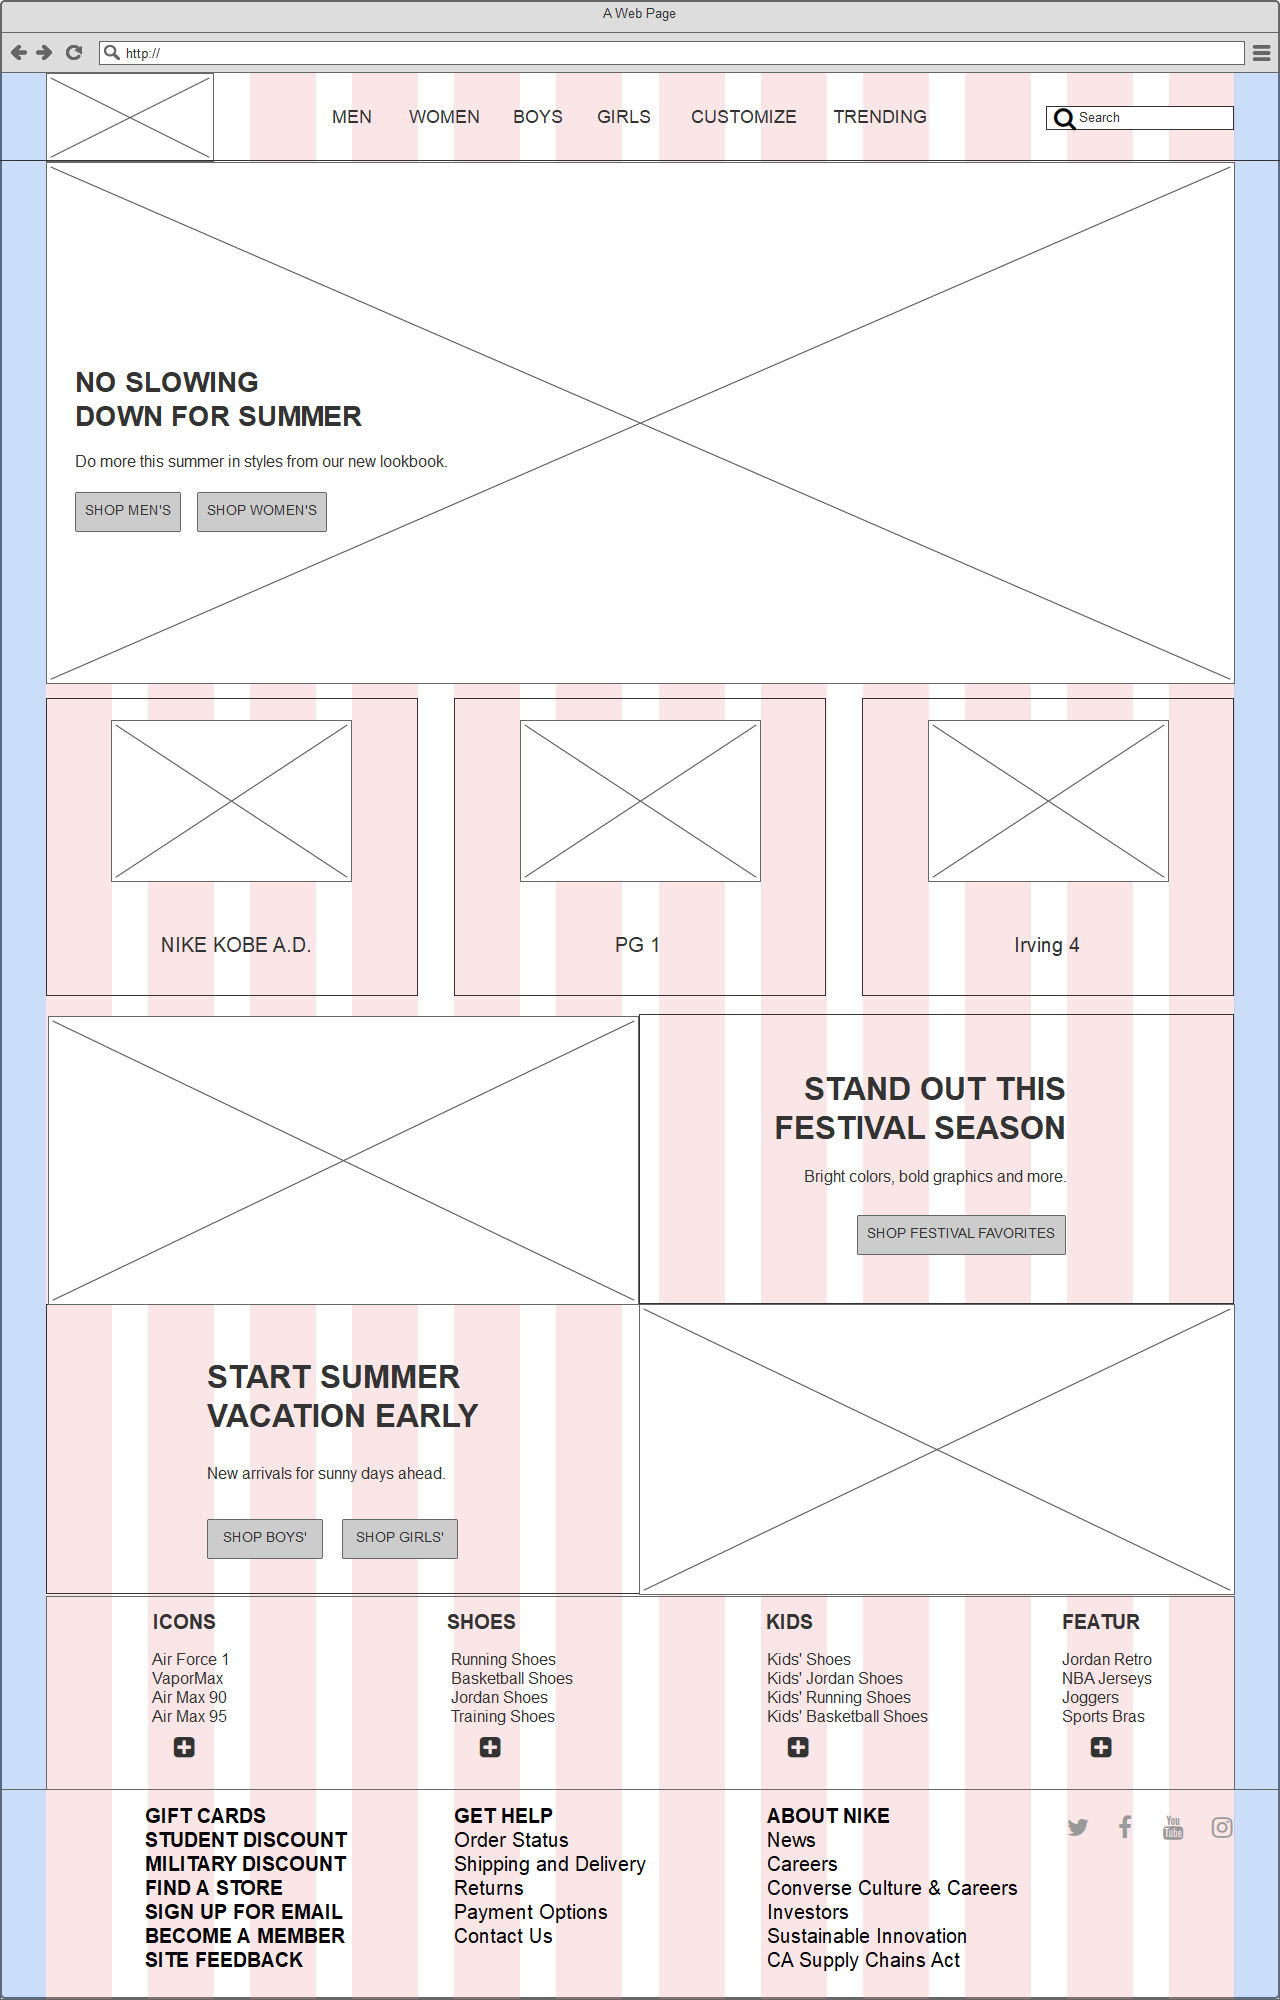 A Web Page
http://
MEN WOMEN BOYS GIRLS CUSTOMIZE TRENDING Search
NO SLOWING
DOWN FOR SUMMER
Do more this summer in styles from our new lookbook.
SHOP MEN'S SHOP WOMEN'S
NIKE KOBE A.D. PG 1 Irving 4
STAND OUT THIS
FESTIVAL SEASON
Bright colors, bold graphics and more.
SHOP FESTIVAL FAVORITES
START SUMMER
VACATION EARLY
New arrivals for sunny days ahead.
SHOP BOYS' SHOP GIRLS'
ICONS
Air Force 1
VaporMax
Air Max 90
Air Max 95
SHOES
Running Shoes
Basketball Shoes
Jordan Shoes
Training Shoes
KIDS
Kids' Shoes
Kids' Jordan Shoes
Kids' Running Shoes
Kids' Basketball Shoes
FEATUR
Jordan Retro
NBA Jerseys
Joggers
Sports Bras
GIFT CARDS
STUDENT DISCOUNT
MILITARY DISCOUNT
FIND A STORE
SIGN UP FOR EMAIL
BECOME A MEMBER
SITE FEEDBACK
GET HELP
Order Status
Shipping and Delivery
Returns
Payment Options
Contact Us
ABOUT NIKE
News
Careers
Converse Culture & Careers
Investors
Sustainable Innovation
CA Supply Chains Act
You
Tube